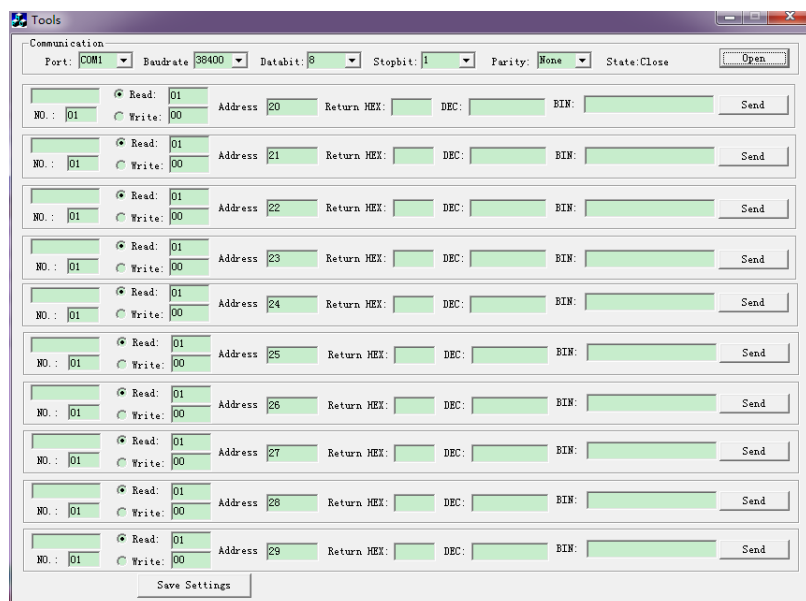 Tools
Communication
Port: COM1 Baudrate 38400 Databit: 8 Stopbit: 1 Parity: None State:Close Open
Read: 01
NO.: 01 Write: 00 Address 20 Return HEX: DEC: BIN: Send
Read: 01
NO.: 01 Write: 00 Address 21 Return HEX: DEC: BIN: Send
Read: 01
NO.: 01 Write: 00 Address 22 Return HEX: DEC: BIN: Send
Read: 01
NO.: 01 Write: 00 Address 23 Return HEX: DEC: BIN: Send
Read: 01
NO.: 01 Write: 00 Address 24 Return HEX: DEC: BIN: Send
Read: 01
NO.: 01 Write: 00 Address 25 Return HEX: DEC: BIN: Send
Read: 01
NO.: 01 Write: 00 Address 26 Return HEX: DEC: BIN: Send
Read: 01
NO.: 01 Write: 00 Address 27 Return HEX: DEC: BIN: Send
Read: 01
NO.: 01 Write: 00 Address 28 Return HEX: DEC: BIN: Send
Read: 01
NO.: 01 Write: 00 Address 29 Return HEX: DEC: BIN: Send
Save Settings